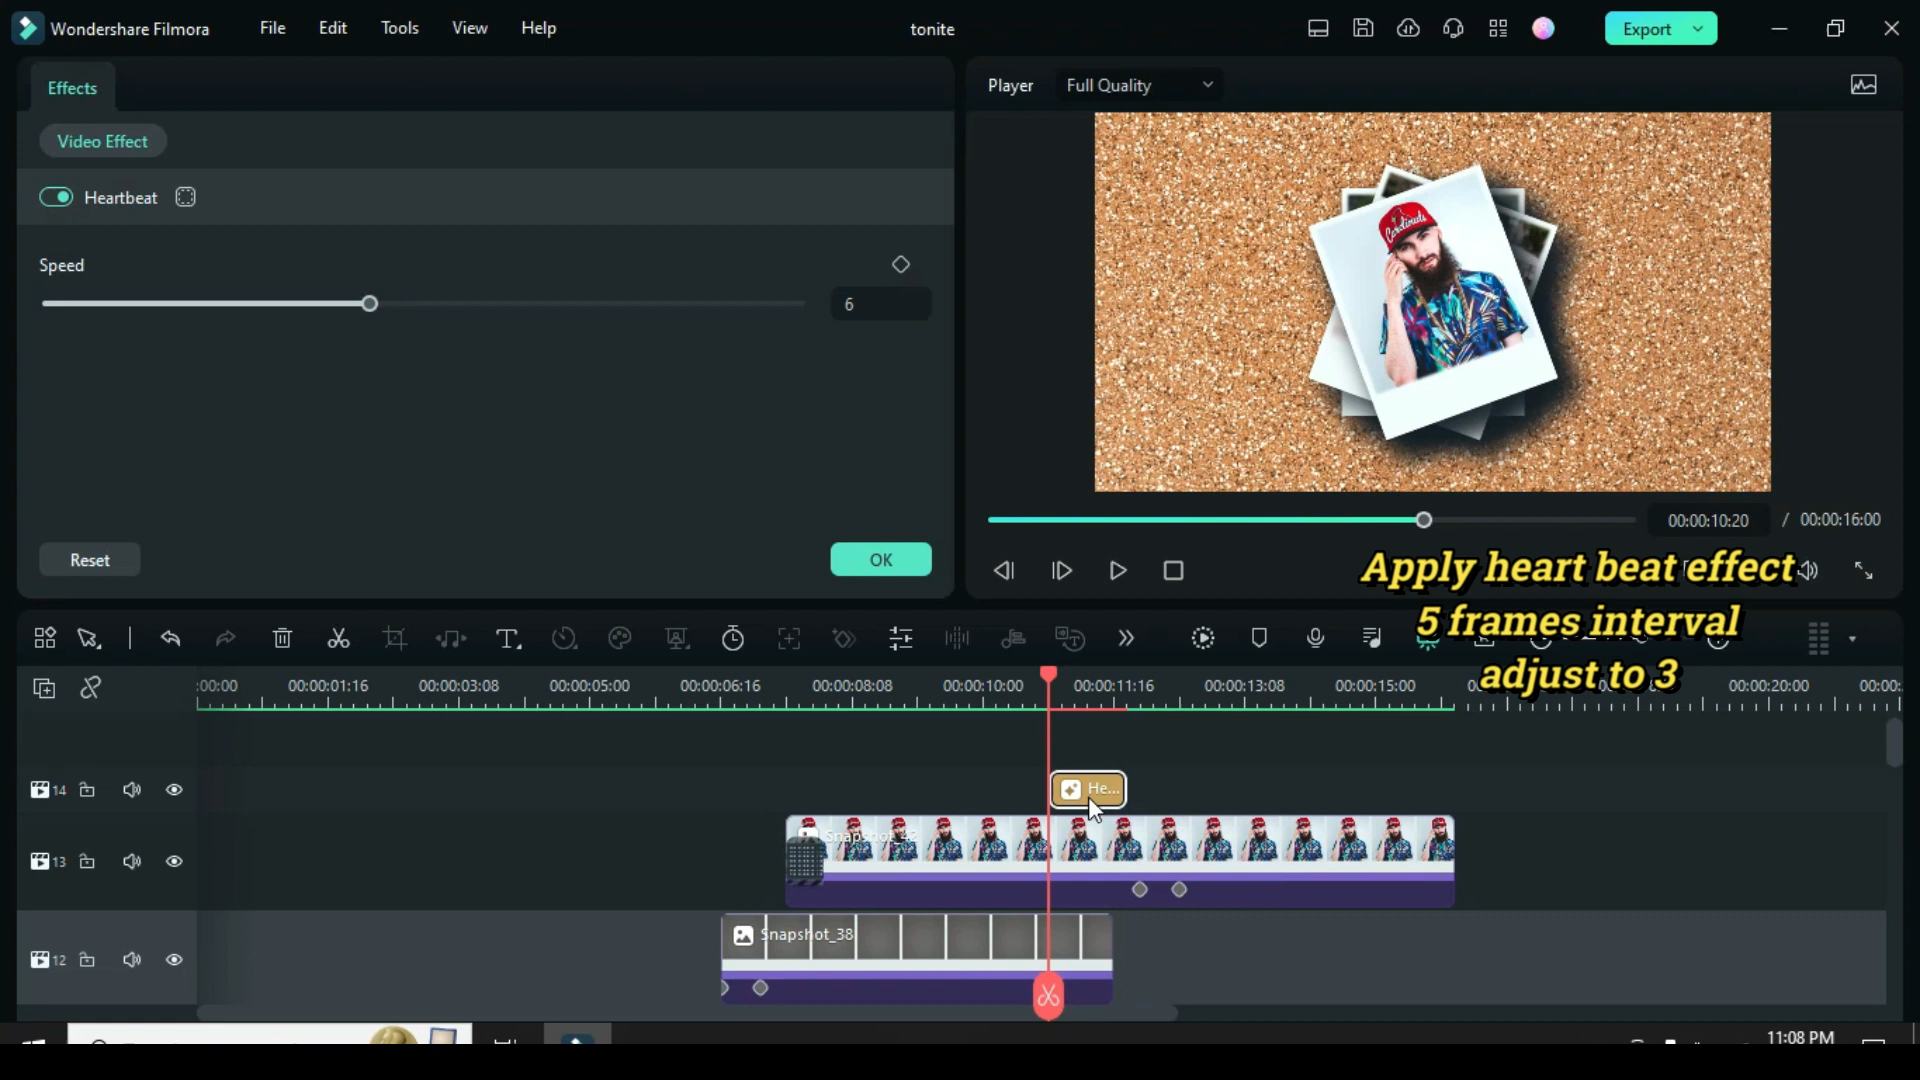 Wondershare Filmora
File
Edit
Tools
View
Help
tonite
Export
Effects
Player
Full Quality
Video Effect
Heartbeat
Cardinals
Speed
6
Reset
OK
00:00:10:20
/
00:00:16:00
Apply heart beat effect
5 frames interval
adjust to 3
:00:00
00:00:01:16
00:00:03:08
00:00:05:00
00:00:06:16
00:00:08:08
00:00:10:00
00:00:11:16
00:00:13:08
00:00:15:00
00:00:20:00
00:00:
14
He...
13
12
Snapshot_38
11:08 PM